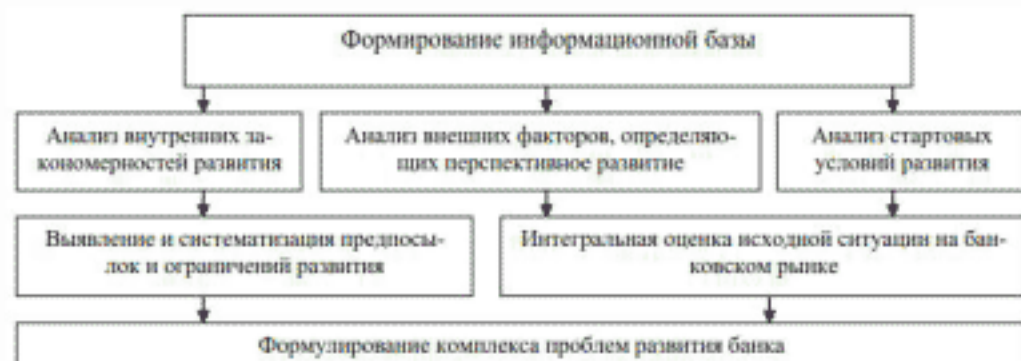 Формирование информационной базы
Анализ внутренних за-
кономерностей развития
Анализ внешних факторов, определяю-
щих перспективное развитие
Анализ стартовых
условий развития
Выявление и систематизация предпосы-
лок и ограничений развития
Интегральная оценка исходной ситуации на бан-
ковском рынке
Формулирование комплекса проблем развития банка